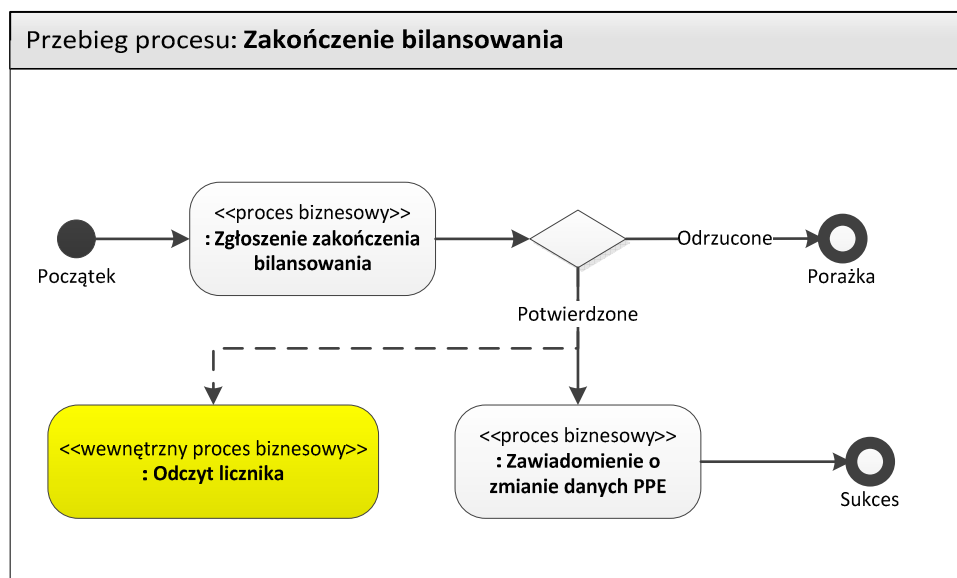 Przebieg procesu: Zakończenie bilansowania
<<proces biznesowy>>
: Zgłoszenie zakończenia
bilansowania
Odrzucone
Początek
Porażka
Potwierdzone
<<wewnętrzny proces biznesowy>>
: Odczyt licznika
<<proces biznesowy>>
: Zawiadomienie o
zmianie danych PPE
Sukces